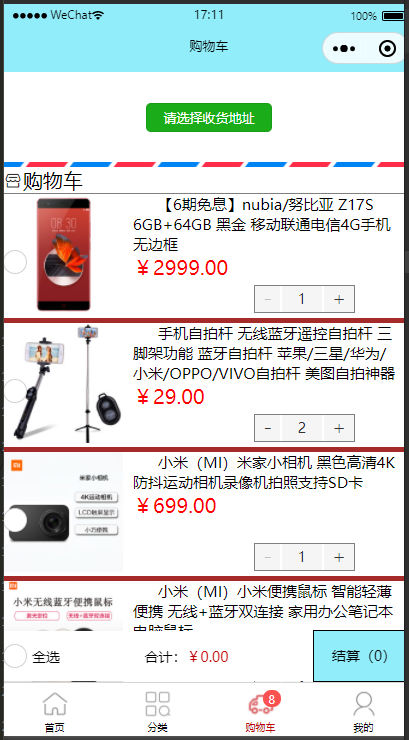 WeChat 17:11 100%
购物车
请选择收货地址
购物车
【6期免息】nubia/努比亚 Z17S
6GB+64GB 黑金 移动联通电信4G手机
无边框
￥2999.00
- 1 +
手机自拍杆 无线蓝牙遥控自拍杆 三
脚架功能 蓝牙自拍杆 苹果/三星/华为/
小米/OPPO/VIVO自拍杆 美图自拍神器
￥29.00
- 2 +
米家小相机
4K运动相机
LCD触屏显示
小巧便携
小米（MI）米家小相机 黑色高清4K
防抖运动相机录像机拍照支持SD卡
￥699.00
- 1 +
小米无线蓝牙便携鼠标
小米（MI）小米便携鼠标 智能轻薄
便携 无线+蓝牙双连接 家用办公笔记本
电脑鼠标
全选 合计：￥0.00 结算（0）
8
首页 分类 购物车 我的